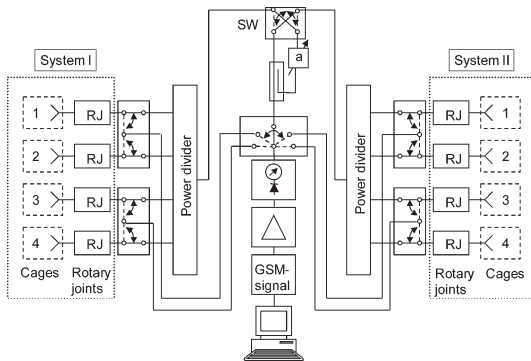 SW
a
System I
System II
1
RJ
2
RJ
3
RJ
4
RJ
Cages
Rotary
joints
Power divider
GSM-
signal
Power divider
RJ
1
RJ
2
RJ
3
RJ
4
Rotary
joints
Cages